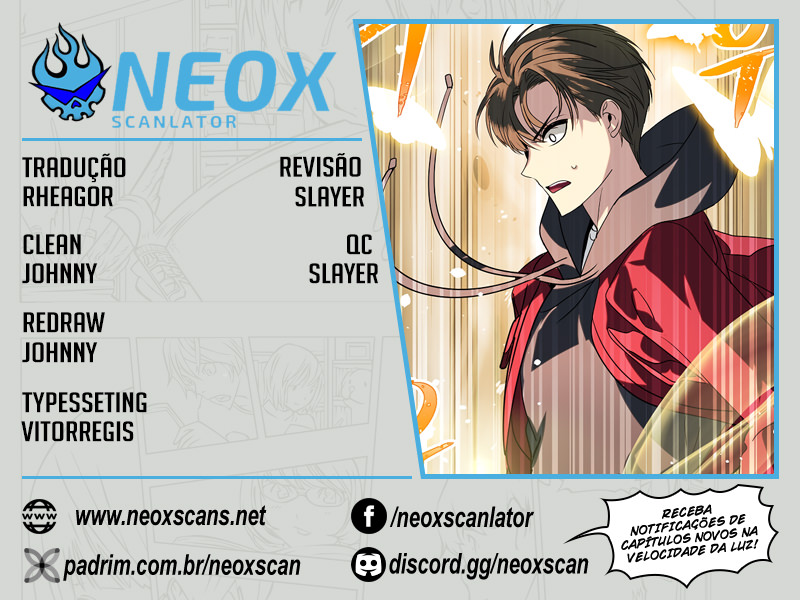 NEOX
SCANLATOR
TRADUÇÃO
RHEAGOR
REVISÃO
SLAYER
CLEAN
JOHNNY
QC
SLAYER
REDRAW
JOHNNY
TYPESSETING
VITORREGIS
WWW
www.neoxscans.net
f /neoxscanlator
padrim.com.br/neoxscan
discord.gg/neoxscan
RECEBA
NOTIFICAÇÕES DE
CAPÍTULOS NOVOS NA
VELOCIDADE DA LUZ!